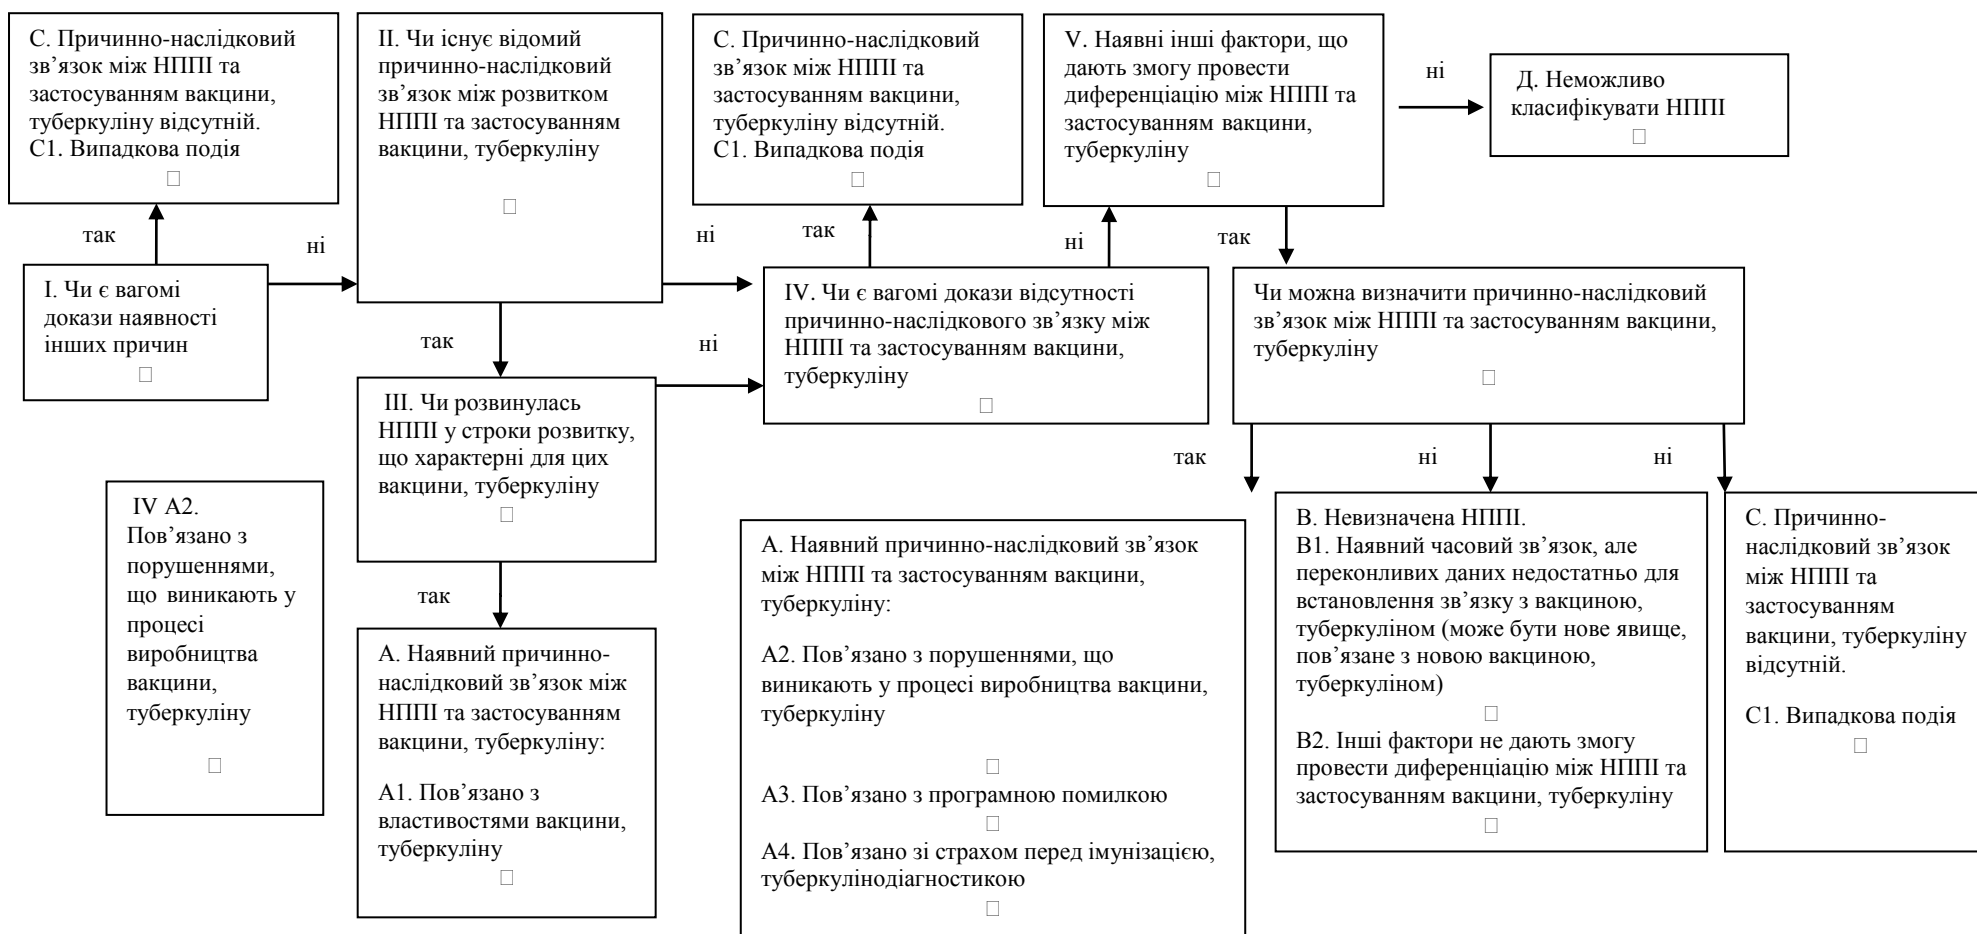 С. Причинно-наслідковий
зв’язок між НППІ та
застосуванням вакцини,
туберкуліну відсутній.
С1. Випадкова подія
☐
ІІ. Чи існує відомий
причинно-наслідковий
зв’язок між розвитком
НППІ та застосуванням
вакцини, туберкуліну
☐
С. Причинно-наслідковий
зв’язок між НППІ та
застосуванням вакцини,
туберкуліну відсутній.
С1. Випадкова подія
☐
V. Наявні інші фактори, що
дають змогу провести
диференціацію між НППІ та
застосуванням вакцини,
туберкуліну
☐
ні
Д. Неможливо
класифікувати НППІ
☐
так
ні
ні
так
ні
так
І. Чи є вагомі
докази наявності
інших причин
☐
IV. Чи є вагомі докази відсутності
причинно-наслідкового зв’язку між
НППІ та застосуванням вакцини,
туберкуліну
☐
Чи можна визначити причинно-наслідковий
зв’язок між НППІ та застосуванням вакцини,
туберкуліну
☐
так
ні
ІІІ. Чи розвинулась
НППІ у строки розвитку,
що характерні для цих
вакцини, туберкуліну
☐
так
ні
ні
IV А2.
Пов’язано з
порушеннями,
що виникають у
процесі
виробництва
вакцини,
туберкуліну
☐
так
А. Наявний причинно-
наслідковий зв’язок між
НППІ та застосуванням
вакцини, туберкуліну:
А1. Пов’язано з
властивостями вакцини,
туберкуліну
☐
А. Наявний причинно-наслідковий зв’язок
між НППІ та застосуванням вакцини,
туберкуліну:
А2. Пов’язано з порушеннями, що
виникають у процесі виробництва вакцини,
туберкуліну
☐
А3. Пов’язано з програмною помилкою
☐
А4. Пов’язано зі страхом перед імунізацією,
туберкулінодіагностикою
☐
В. Невизначена НППІ.
В1. Наявний часовий зв’язок, але
переконливих даних недостатньо для
встановлення зв’язку з вакциною,
туберкуліном (може бути нове явище,
пов’язане з новою вакциною,
туберкуліном)
☐
В2. Інші фактори не дають змогу
провести диференціацію між НППІ та
застосуванням вакцини, туберкуліну
☐
С. Причинно-
наслідковий зв’язок
між НППІ та
застосуванням
вакцини, туберкуліну
відсутній.
С1. Випадкова подія
☐